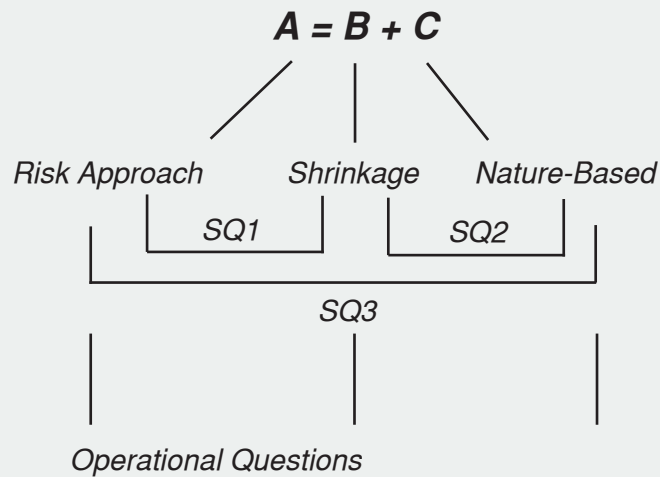 A = B + C
Risk Approach Shrinkage Nature-Based
SQ1 SQ2
SQ3
Operational Questions